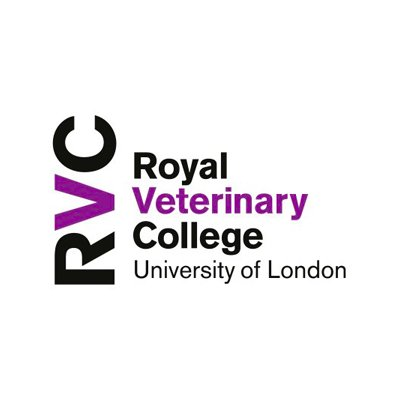 RVC
Royal
Veterinary
College
University of London